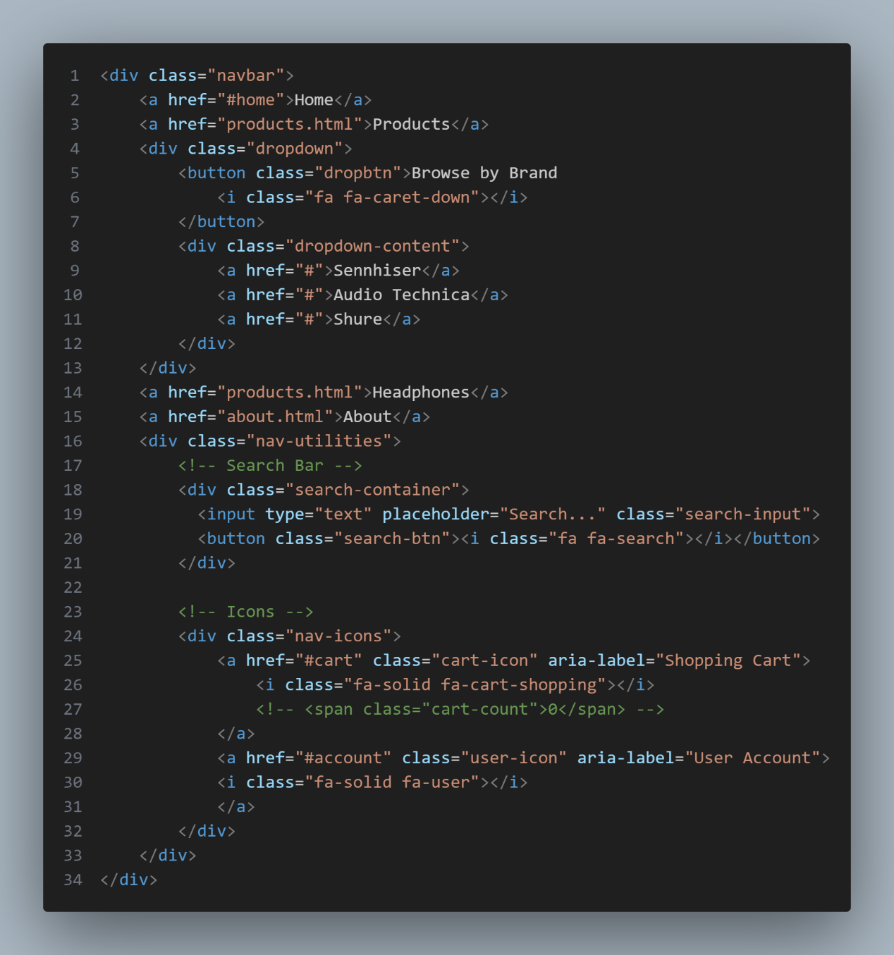 1 <div class="navbar">
2     <a href="#home">Home</a>
3     <a href="products.html">Products</a>
4     <div class="dropdown">
5         <button class="dropbtn">Browse by Brand
6             <i class="fa fa-caret-down"></i>
7         </button>
8         <div class="dropdown-content">
9             <a href="#">Sennhiser</a>
10             <a href="#">Audio Technica</a>
11             <a href="#">Shure</a>
12         </div>
13     </div>
14     <a href="products.html">Headphones</a>
15     <a href="about.html">About</a>
16     <div class="nav-utilities">
17         <!-- Search Bar -->
18         <div class="search-container">
19           <input type="text" placeholder="Search..." class="search-input">
20           <button class="search-btn"><i class="fa fa-search"></i></button>
21         </div>
22
23         <!-- Icons -->
24         <div class="nav-icons">
25             <a href="#cart" class="cart-icon" aria-label="Shopping Cart">
26                 <i class="fa-solid fa-cart-shopping"></i>
27                 <!-- <span class="cart-count">0</span> -->
28             </a>
29             <a href="#account" class="user-icon" aria-label="User Account">
30             <i class="fa-solid fa-user"></i>
31             </a>
32         </div>
33     </div>
34 </div>